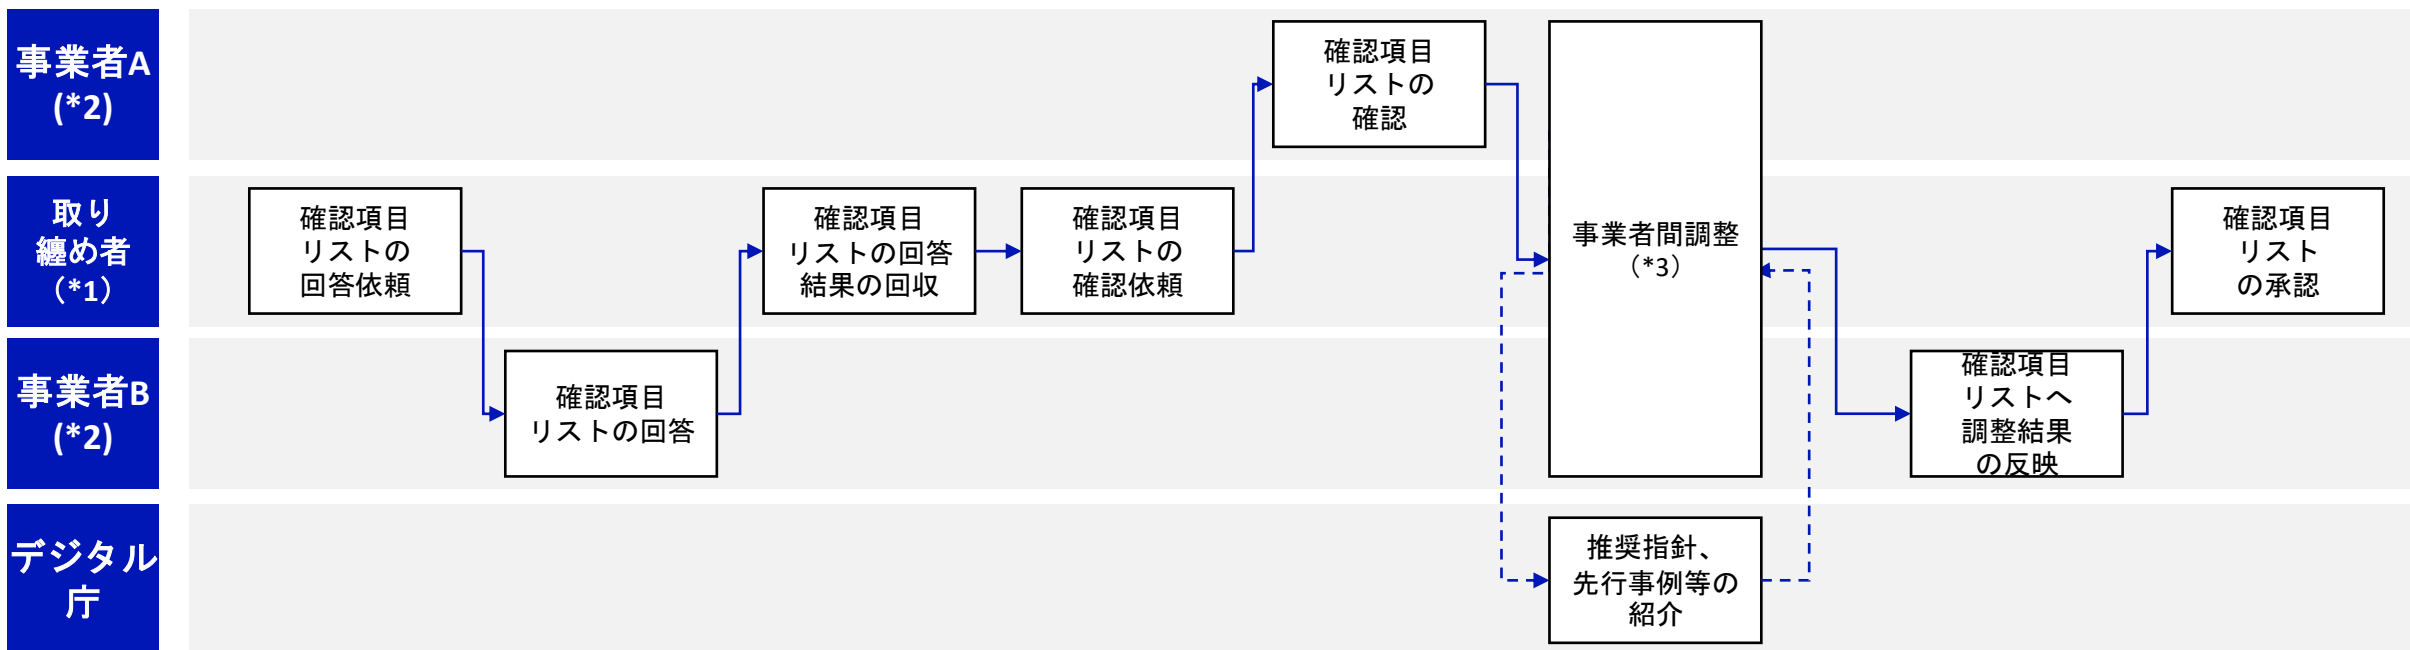 事業者A
(*2)
確認項目
リストの
確認
取り
纏め者
（*1）
確認項目
リストの
回答依頼
確認項目
リストの回答
結果の回収
確認項目
リストの
確認依頼
事業者間調整
（*3）
確認項目
リスト
の承認
事業者B
(*2)
確認項目
リストの回答
確認項目
リストへ
調整結果
の反映
デジタル
庁
推奨指針、
先行事例等の
紹介